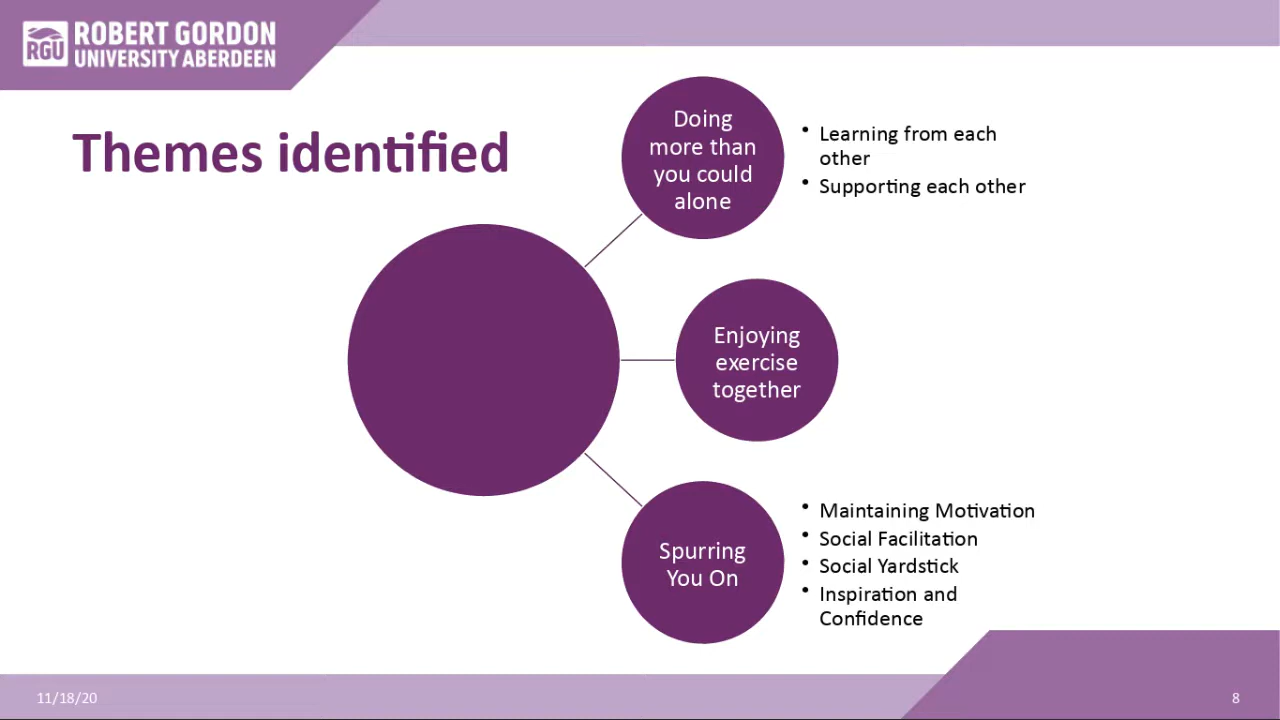 ROBERT GORDON
RGU
UNIVERSITY ABERDEEN
Themes identified
Doing
more than
you could
alone
• Learning from each
other
• Supporting each other
Enjoying
exercise
together
Spurring
You On
• Maintaining Motivation
• Social Facilitation
• Social Yardstick
• Inspiration and
Confidence
11/18/20
8